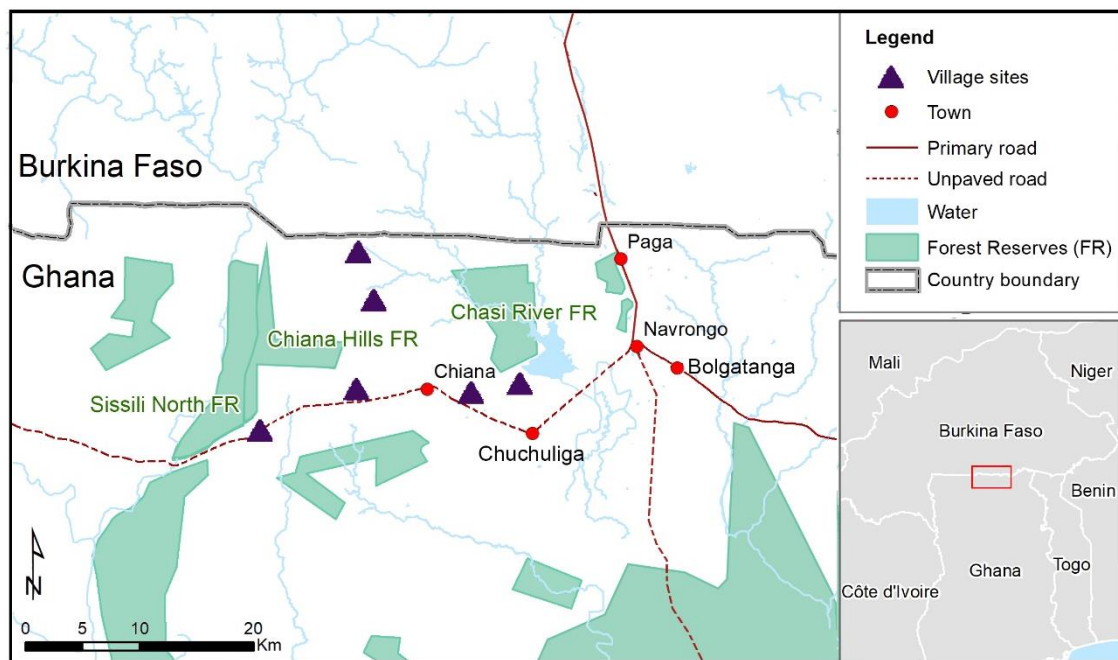 Burkina Faso
Ghana
Paga
Chasi River FR
Chiana Hills FR
Navrongo
Bolgatanga
Chiana
Sissili North FR
Chuchuliga
N
0 5 10 20
Km
Legend
Village sites
Town
Primary road
Unpaved road
Water
Forest Reserves (FR)
Country boundary
Mali
Niger
Burkina Faso
Benin
Togo
Ghana
Côte d'Ivoire